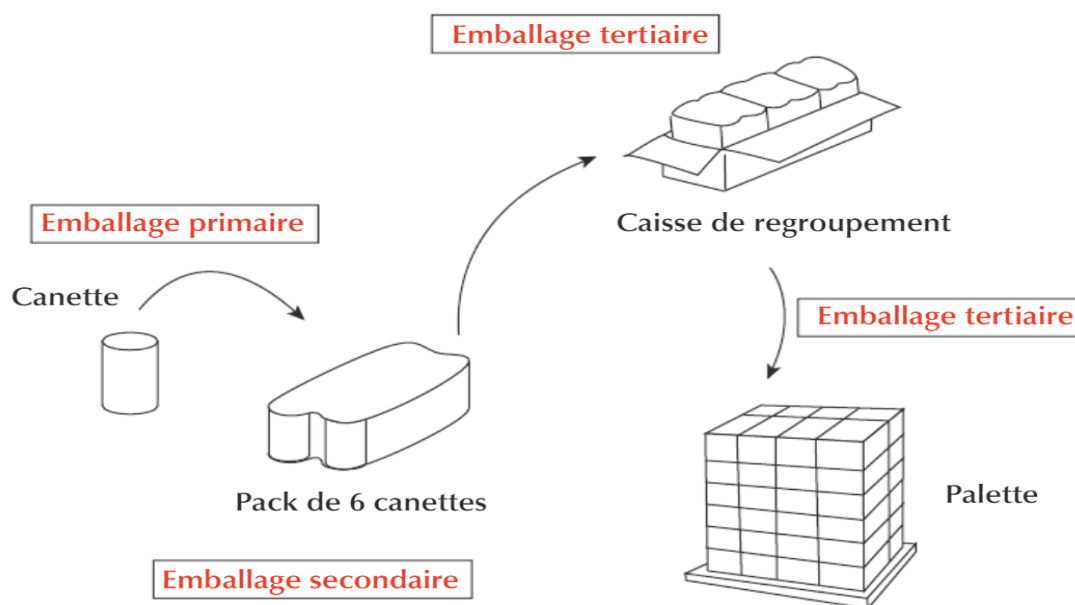 Emballage tertiaire
Caisse de regroupement
Emballage primaire
Canette
Emballage tertiaire
Pack de 6 canettes
Palette
Emballage secondaire